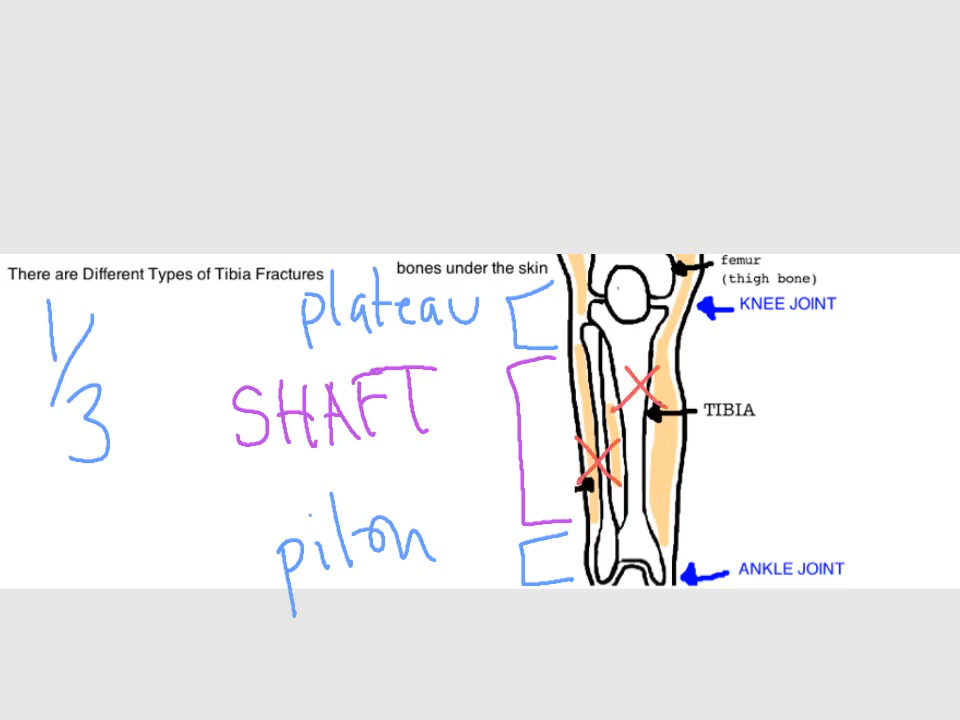 There are Different Types of Tibia Fractures
bones under the skin
femur
(thigh bone)
KNEE JOINT
plateau
1/3
SHAFT
TIBIA
pilon
ANKLE JOINT